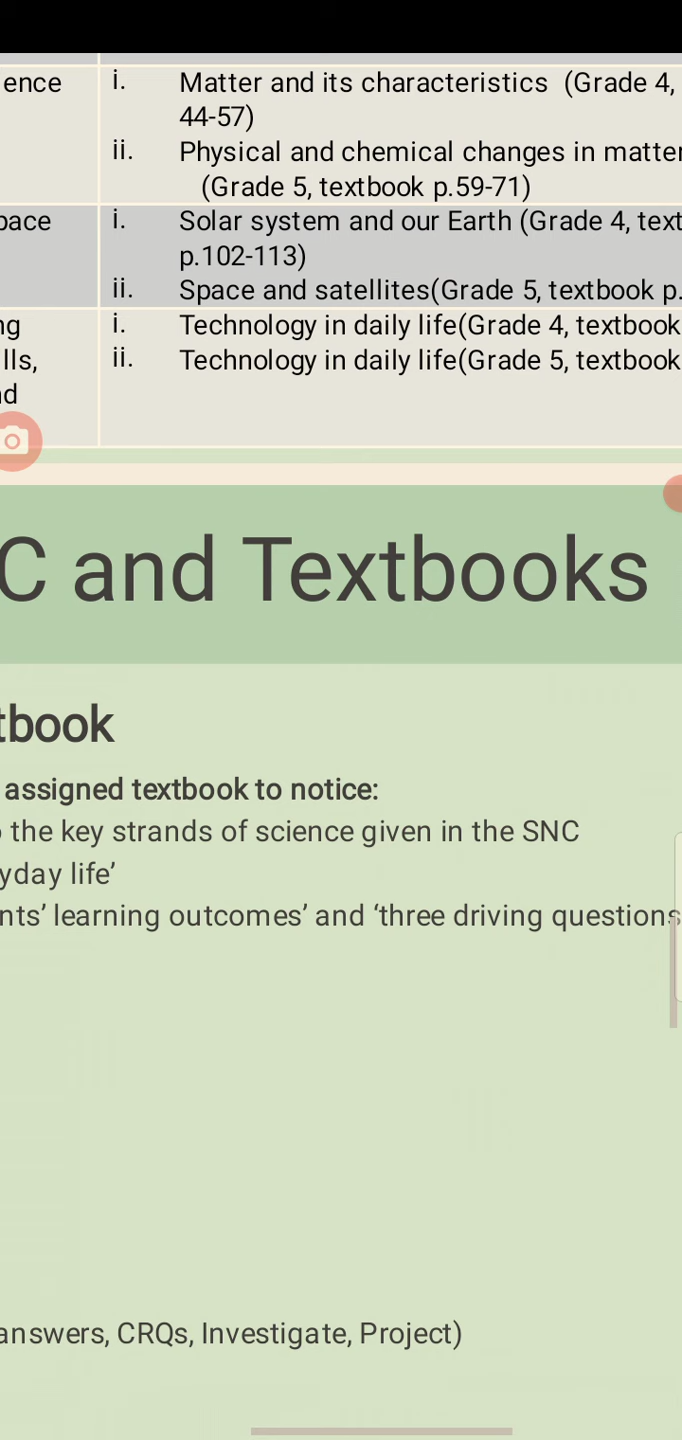 ence
i. Matter and its characteristics (Grade 4,
44-57)
ii. Physical and chemical changes in matter
(Grade 5, textbook p.59-71)
pace
i. Solar system and our Earth (Grade 4, text
p.102-113)
ii. Space and satellites(Grade 5, textbook p.
ng
i. Technology in daily life(Grade 4, textbook
lls,
ii. Technology in daily life(Grade 5, textbook
nd
C and Textbooks
tbook
assigned textbook to notice:
o the key strands of science given in the SNC
yday life’
nts’ learning outcomes’ and ‘three driving questions
answers, CRQs, Investigate, Project)